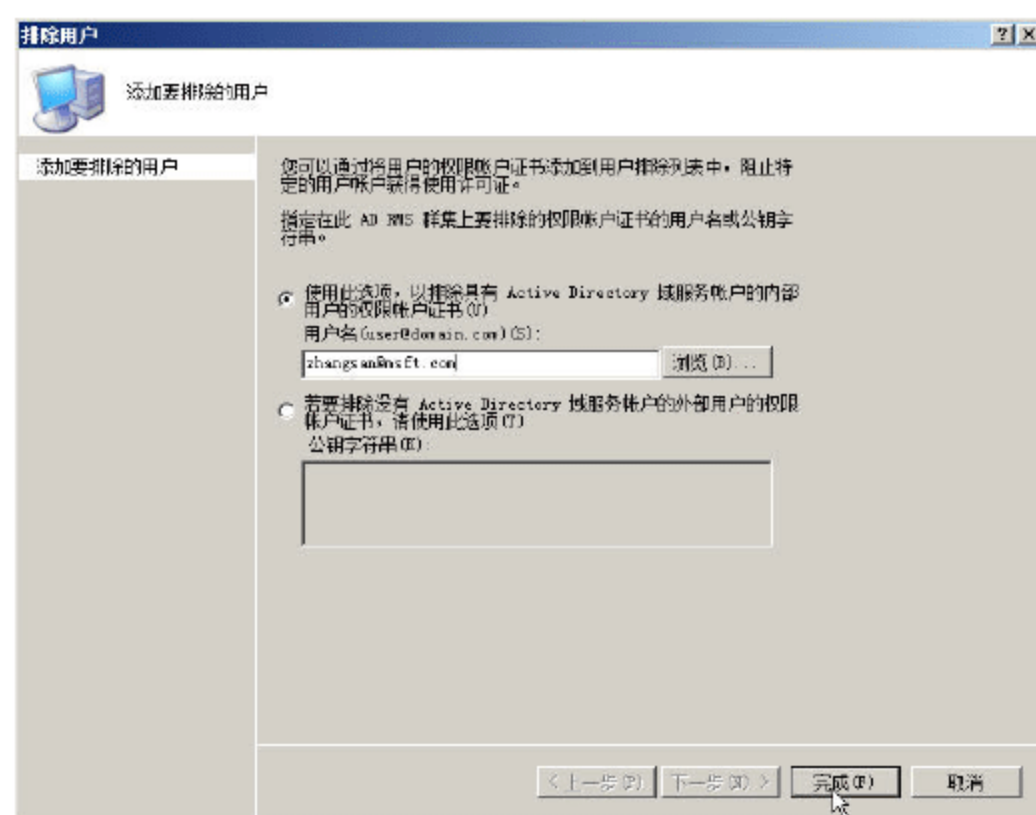 排除用户
添加要排除的用户
添加要排除的用户
您可以通过将用户的权限帐户证书添加到用户排除列表中，阻止特
定的用户帐户获得使用许可证。
指定在此 AD RMS 群集上要排除的权限帐户证书的用户名或公钥字
符串。
使用此选项，以排除具有 Active Directory 域服务帐户的内部
用户的权限帐户证书(U)
用户名(user@domain.com)(S):
zhangsan@nsft.com
浏览(B)...
若要排除没有 Active Directory 域服务帐户的外部用户的权限
帐户证书，请使用此选项(T)
公钥字符串(K):
<上一步(P)
下一步(N) >
完成(F)
取消